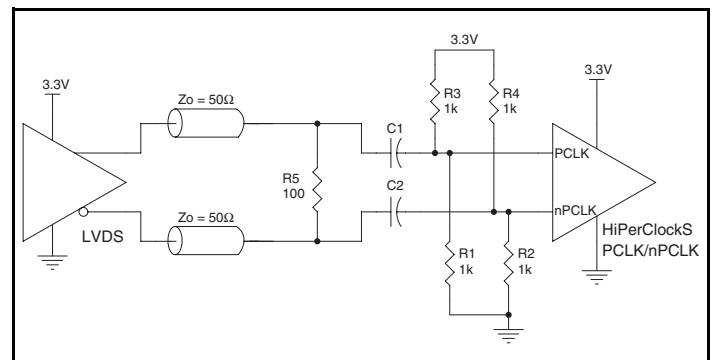 3.3V
3.3V
3.3V
Zo = 50Ω
R3
1k
R4
1k
C1
PCLK
R5
100
C2
Zo = 50Ω
nPCLK
LVDS
HiPerClockS
PCLK/nPCLK
R1
1k
R2
1k